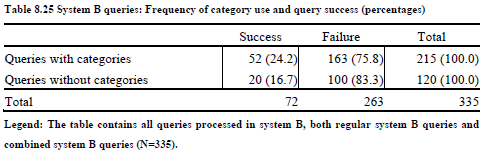 Table 8.25 System B queries: Frequency of category use and query success (percentages)
Success Failure Total
Queries with categories 52 (24.2) 163 (75.8) 215 (100.0)
Queries without categories 20 (16.7) 100 (83.3) 120 (100.0)
Total 72 263 335
Legend: The table contains all queries processed in system B, both regular system B queries and
combined system B queries (N=335).